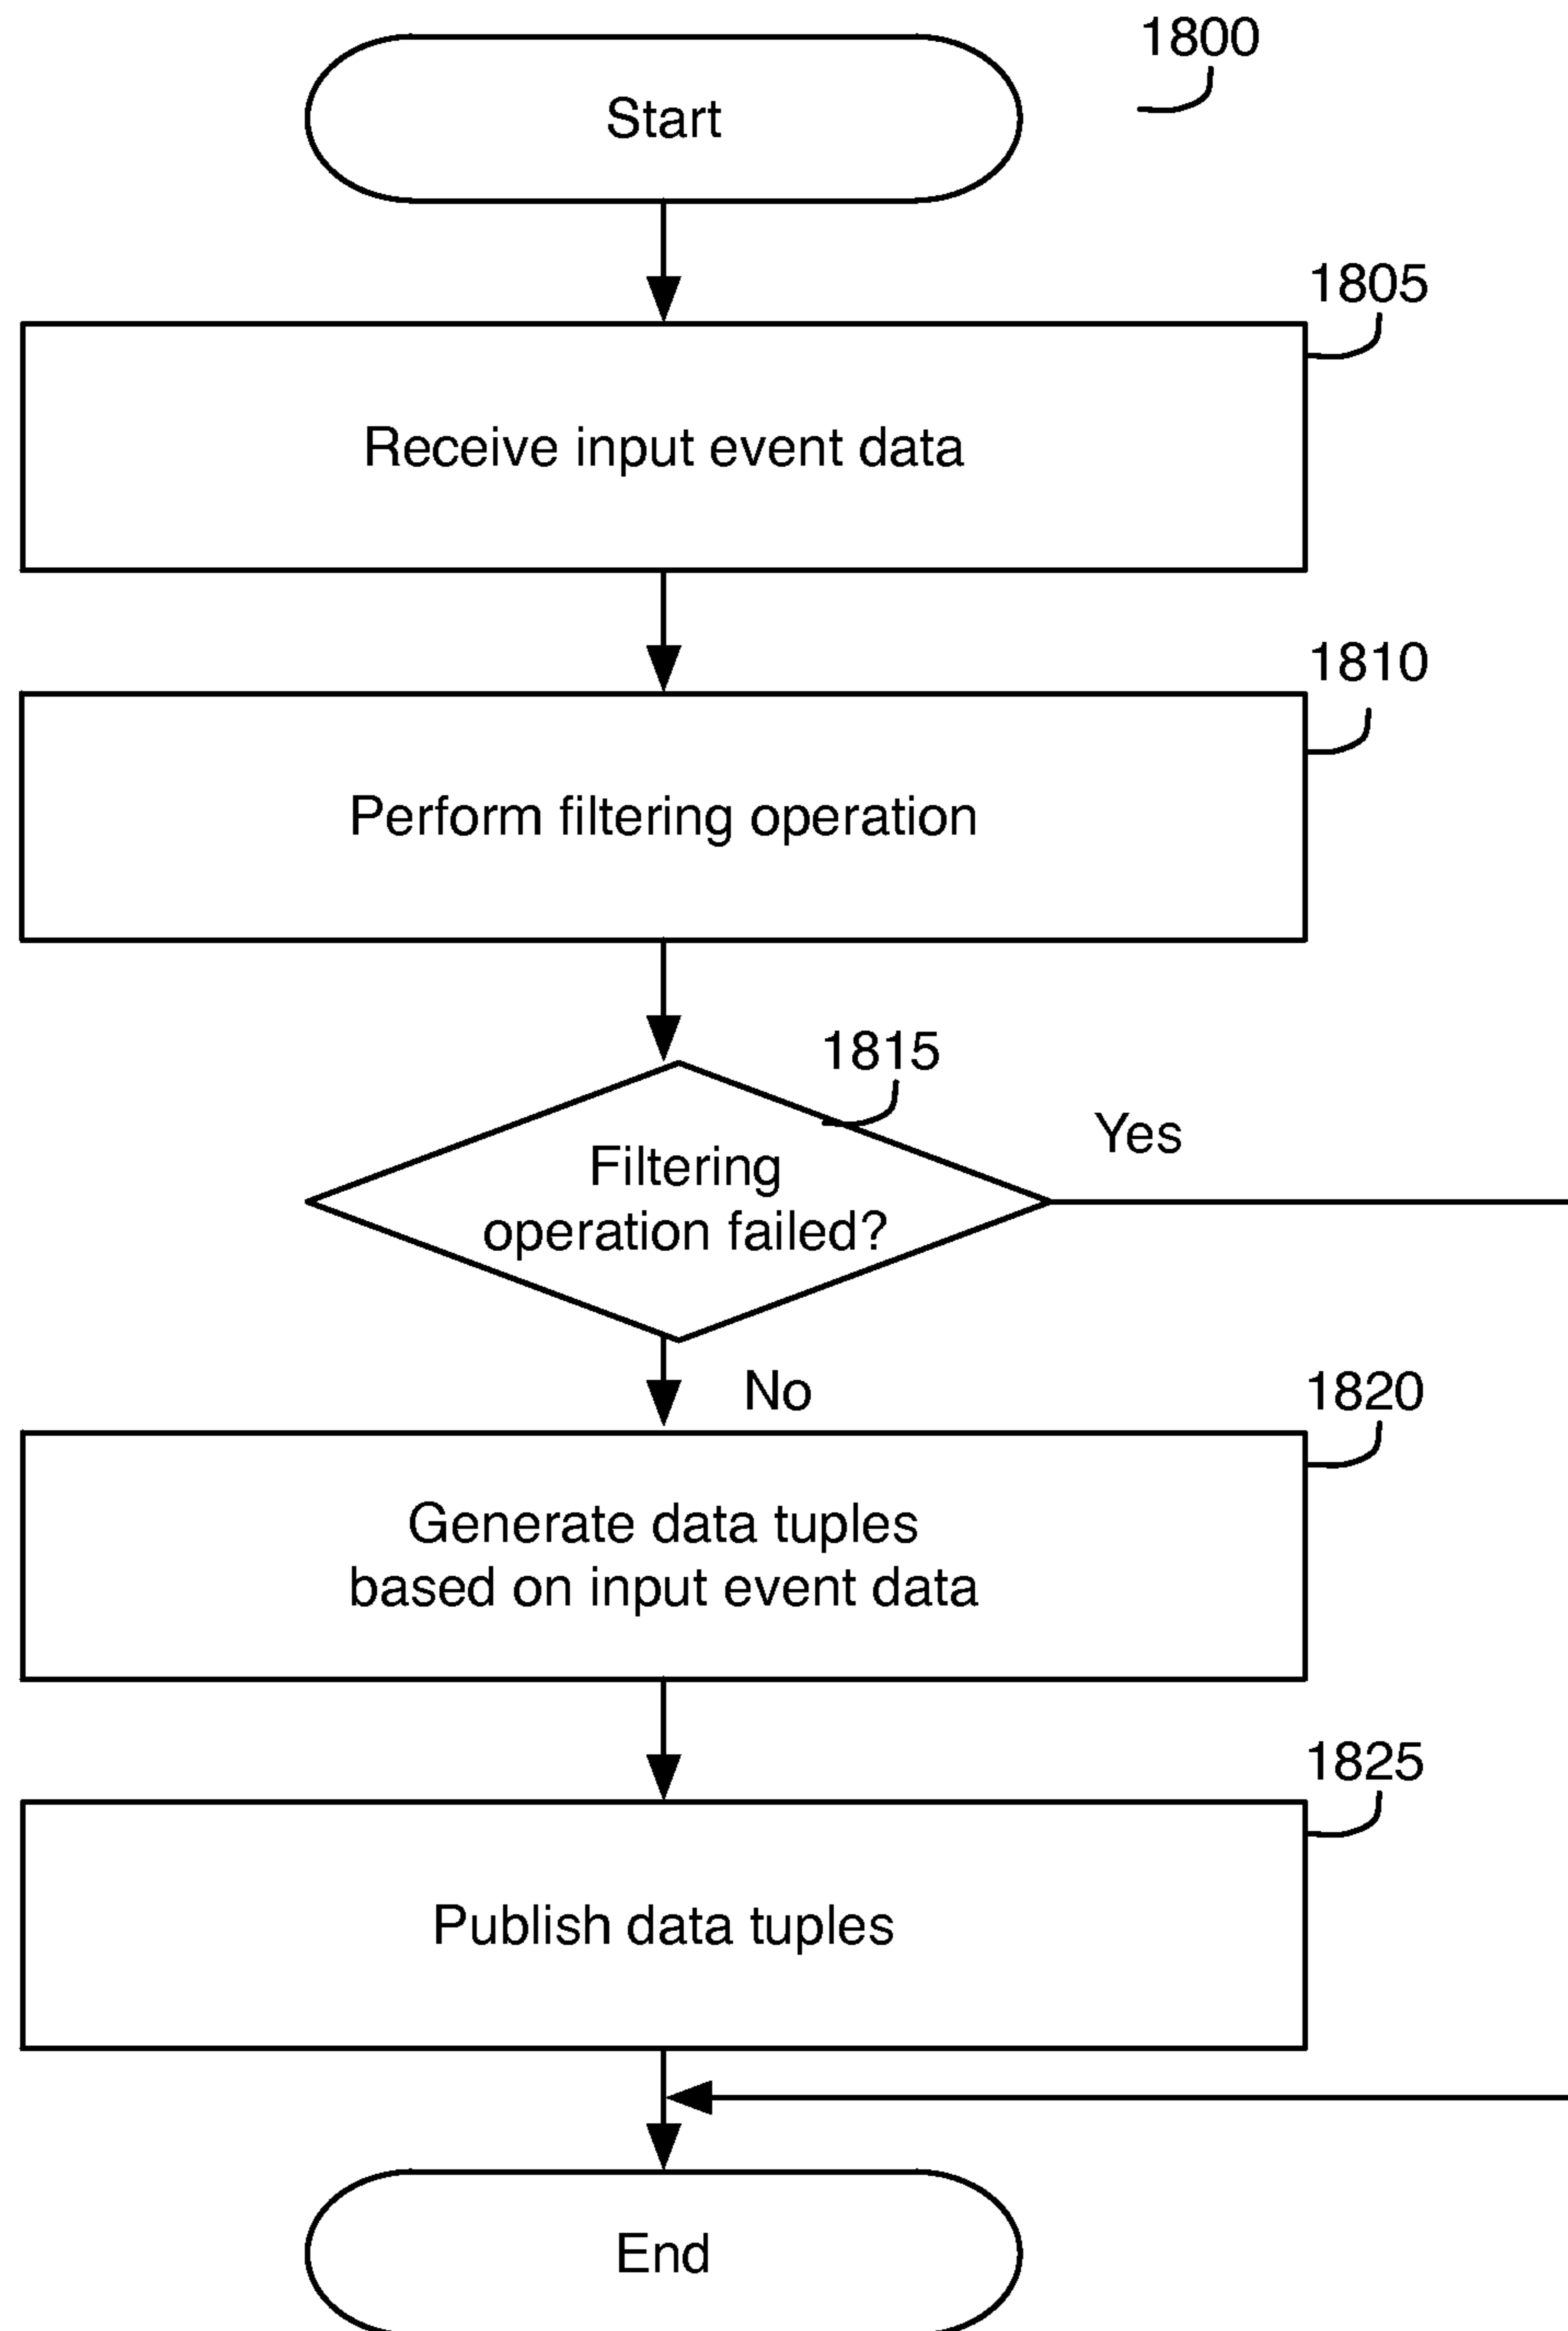 1800
Start
1805
Receive input event data
1810
Perform filtering operation
1815
Yes
Filtering
operation failed?
No
1820
Generate data tuples
based on input event data
1825
Publish data tuples
End